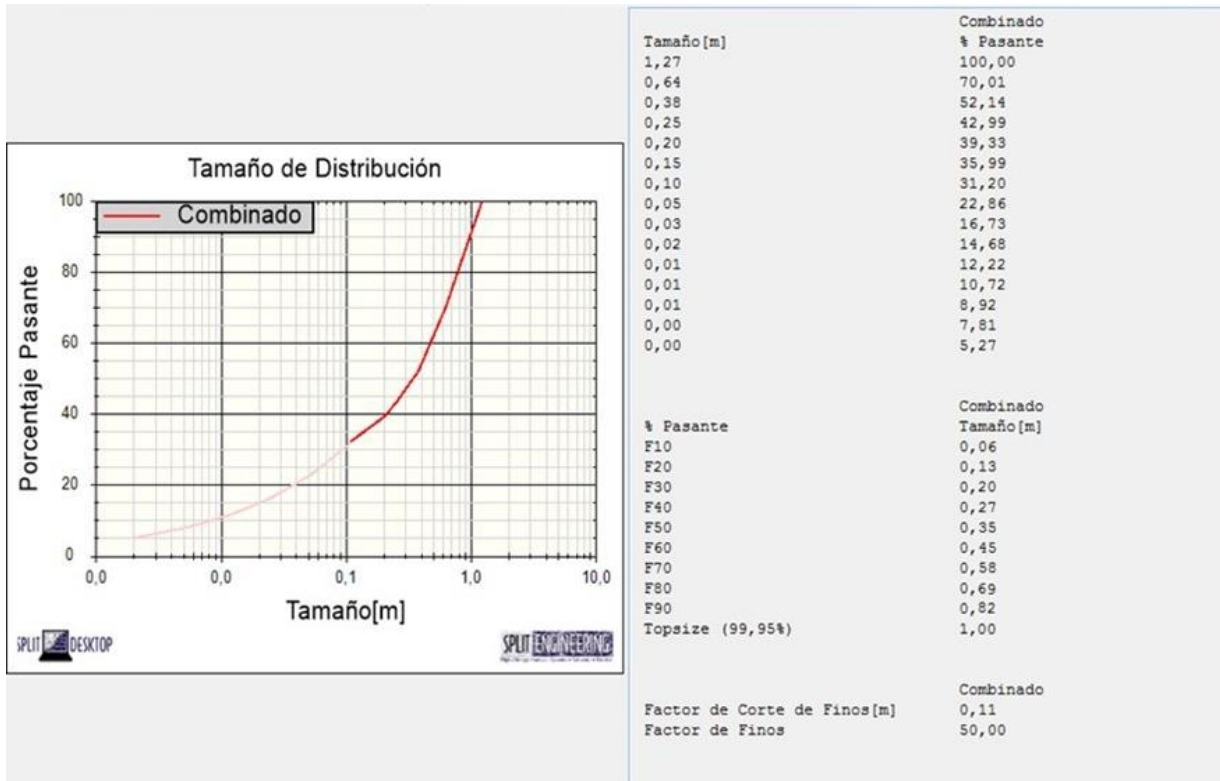 Tamaño de Distribución
Combinado
Porcentaje Pasante
100
80
60
40
20
0
0,0 0,0 0,1 1,0 10,0
Tamaño[m]
SPLIT DESKTOP
SPLIT ENGINEERING
Combinado
Tamaño[m] % Pasante
1,27 100,00
0,64 70,01
0,38 52,14
0,25 42,99
0,20 39,33
0,15 35,99
0,10 31,20
0,05 22,86
0,03 16,73
0,02 14,68
0,01 12,22
0,01 10,72
0,01 8,92
0,00 7,81
0,00 5,27
Combinado
% Pasante Tamaño[m]
F10 0,06
F20 0,13
F30 0,20
F40 0,27
F50 0,35
F60 0,45
F70 0,58
F80 0,69
F90 0,82
Topsize (99,95%) 1,00
Combinado
Factor de Corte de Finos[m] 0,11
Factor de Finos 50,00